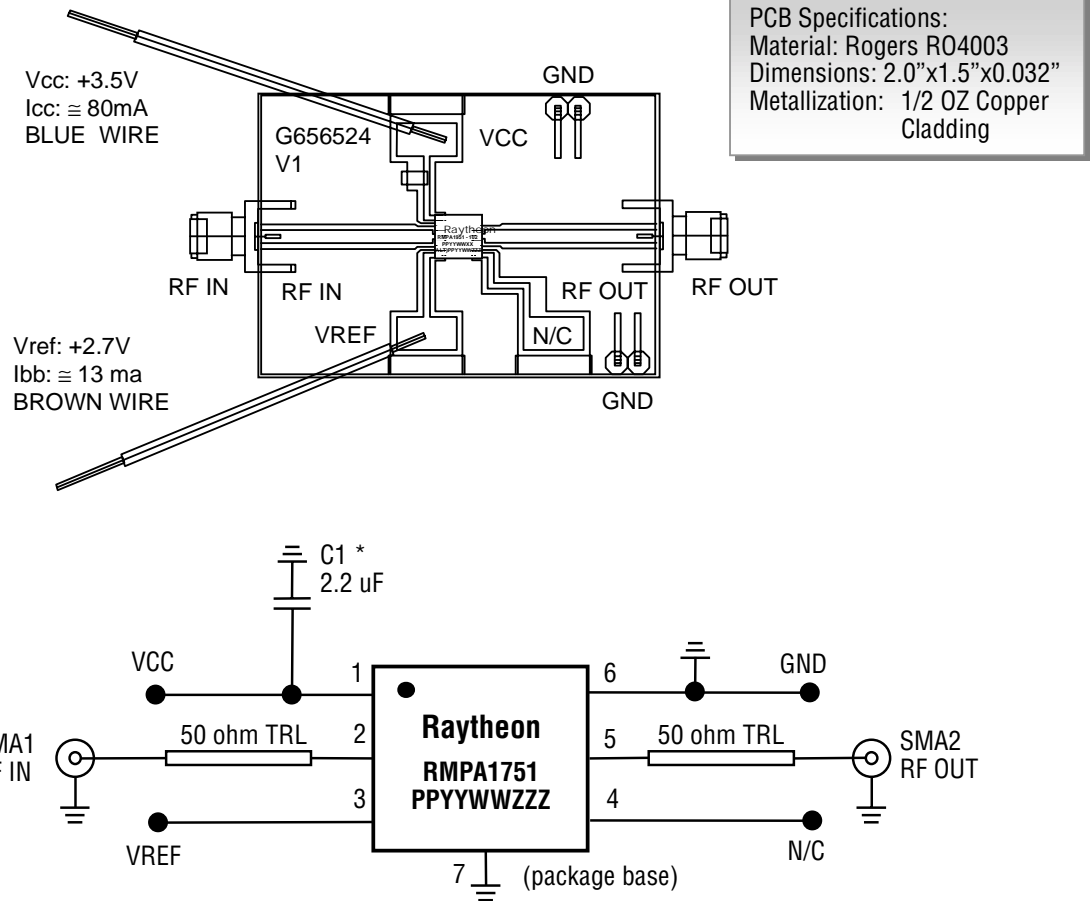 PCB Specifications:
Material: Rogers RO4003
Dimensions: 2.0”x1.5”x0.032”
Metallization: 1/2 OZ Copper
Cladding
Vcc: +3.5V
Icc: ≅ 80mA
BLUE WIRE
GND
G656524
V1
VCC
Raytheon
RF IN
RF IN
RF OUT
RF OUT
VREF
N/C
Vref: +2.7V
Ibb: ≅ 13 ma
BROWN WIRE
GND
C1 *
2.2 uF
VCC
1
6
GND
50 ohm TRL
2
Raytheon
5
50 ohm TRL
MA1
IN
SMA2
RF OUT
RMPA1751
PPYYWWZZZ
3
4
VREF
N/C
7
(package base)